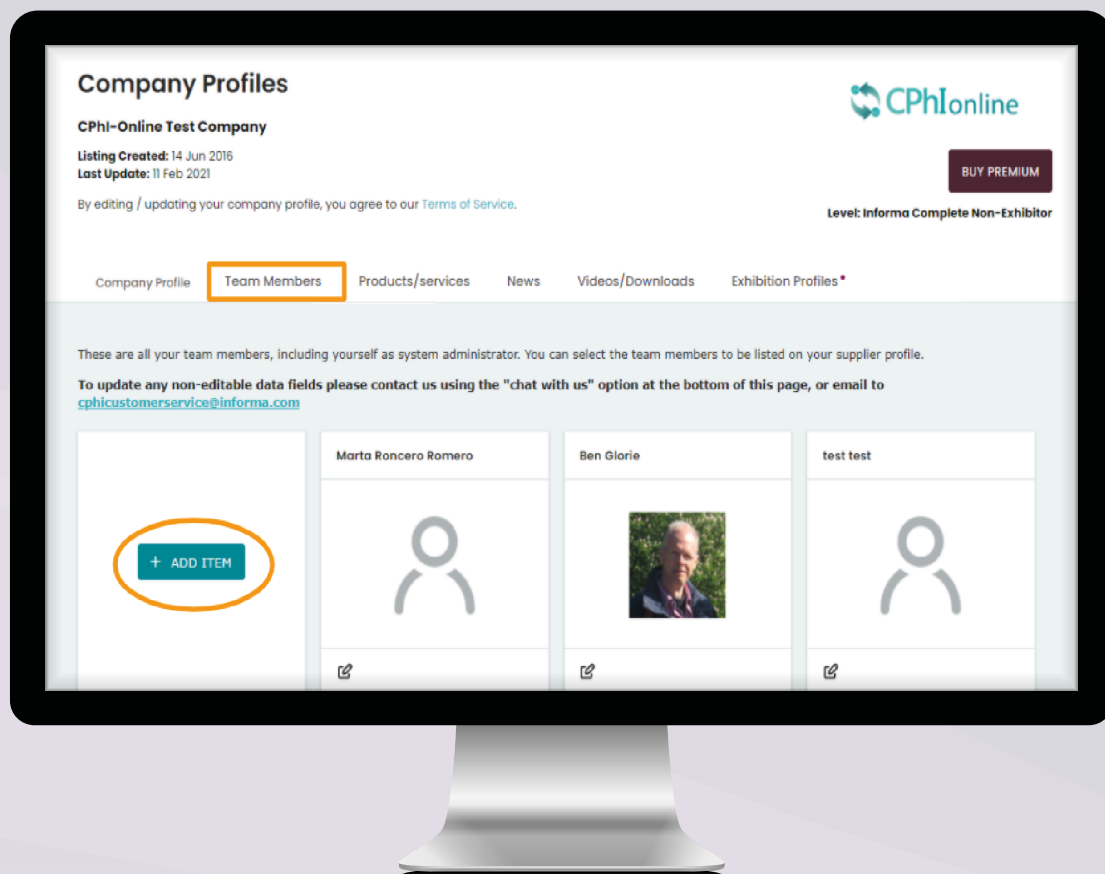 Company Profiles
CPhIonline
CPhI-Online Test Company
Listing Created: 14 Jun 2016
Last Update: 11 Feb 2021
BUY PREMIUM
By editing / updating your company profile, you agree to our Terms of Service.
Level: Informa Complete Non-Exhibitor
Company Profile Team Members Products/services News Videos/Downloads Exhibition Profiles
These are all your team members, including yourself as system administrator. You can select the team members to be listed on your supplier profile.
To update any non-editable data fields please contact us using the "chat with us" option at the bottom of this page, or email to
cphicustomerservice@informa.com
Marta Roncero Romero
Ben Glorie
test test
+ ADD ITEM